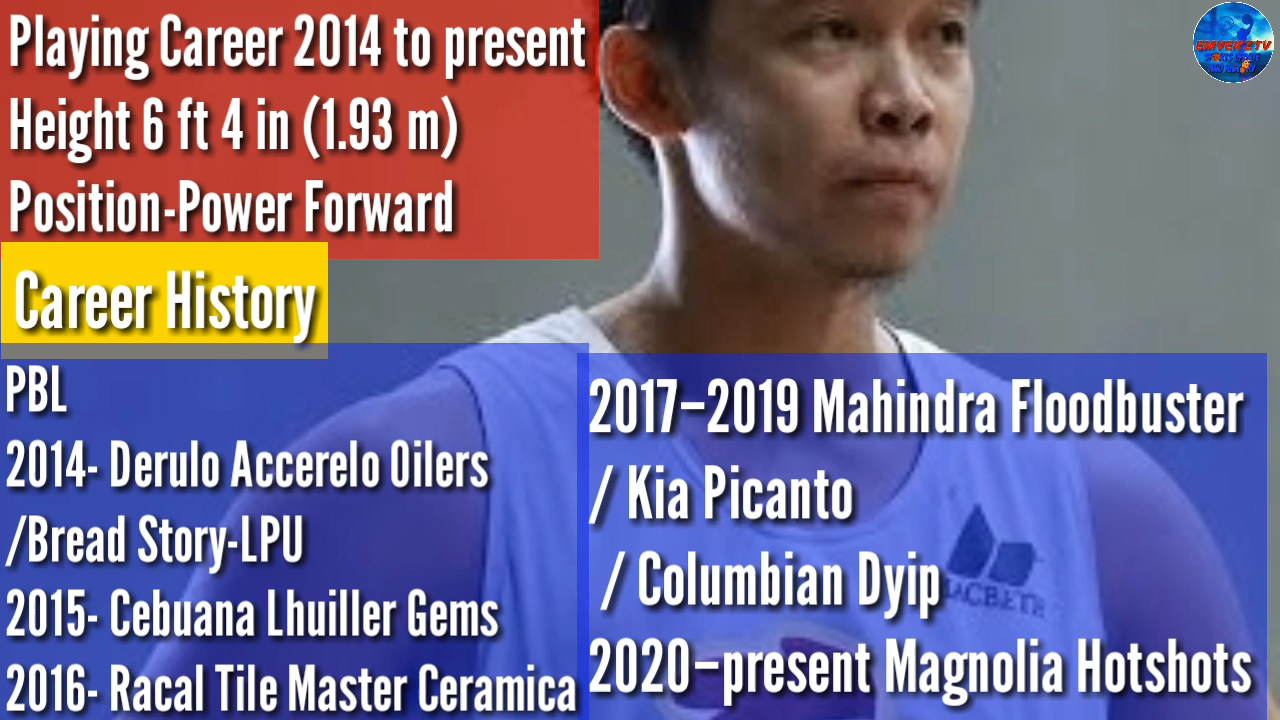 Playing Career 2014 to present
Height 6 ft 4 in (1.93 m)
Position-Power Forward
Career History
PBL
2014- Derulo Accerelo Oilers
/Bread Story-LPU
2015- Cebuana Lhuiller Gems
2016- Racal Tile Master Ceramica
2017–2019 Mahindra Floodbuster
/ Kia Picanto
/ Columbian Dyip
2020–present Magnolia Hotshots